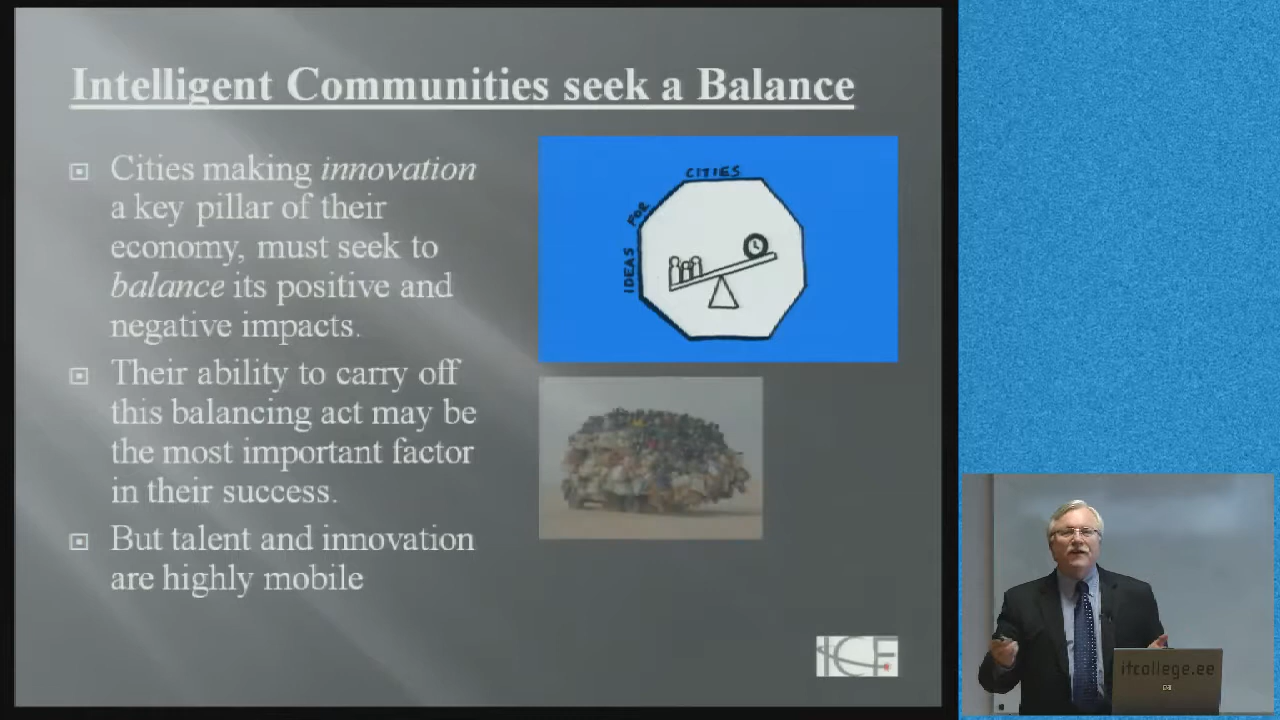 Intelligent Communities seek a Balance
Cities making innovation
a key pillar of their
economy, must seek to
balance its positive and
negative impacts.
Their ability to carry off
this balancing act may be
the most important factor
in their success.
But talent and innovation
are highly mobile
CITIES
FOR
IDEAS
ICF
itcollege.ee